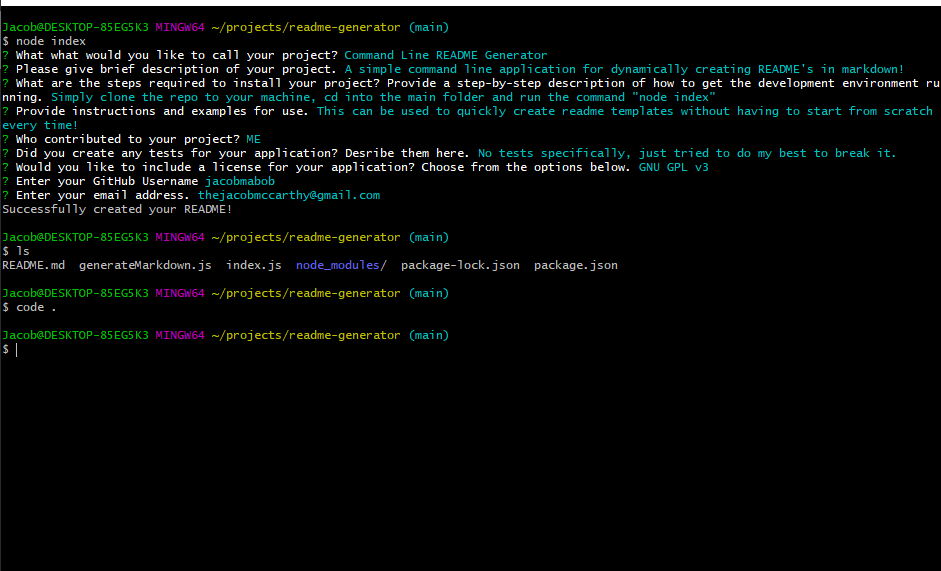 Jacob@DESKTOP-85EG5K3 MINGW64 ~/projects/readme-generator (main)
$ node index
? What what would you like to call your project? Command Line README Generator
? Please give brief description of your project. A simple command line application for dynamically creating README's in markdown!
? What are the steps required to install your project? Provide a step-by-step description of how to get the development environment ru
nning. Simply clone the repo to your machine, cd into the main folder and run the command "node index"
? Provide instructions and examples for use. This can be used to quickly create readme templates without having to start from scratch
every time!
? Who contributed to your project? ME
? Did you create any tests for your application? Desribe them here. No tests specifically, just tried to do my best to break it.
? Would you like to include a license for your application? Choose from the options below. GNU GPL v3
? Enter your GitHub Username jacobmabob
? Enter your email address. thejacobmccarthy@gmail.com
Successfully created your README!
Jacob@DESKTOP-85EG5K3 MINGW64 ~/projects/readme-generator (main)
$ ls
README.md generateMarkdown.js index.js node_modules/ package-lock.json package.json
Jacob@DESKTOP-85EG5K3 MINGW64 ~/projects/readme-generator (main)
$ code .
Jacob@DESKTOP-85EG5K3 MINGW64 ~/projects/readme-generator (main)
$